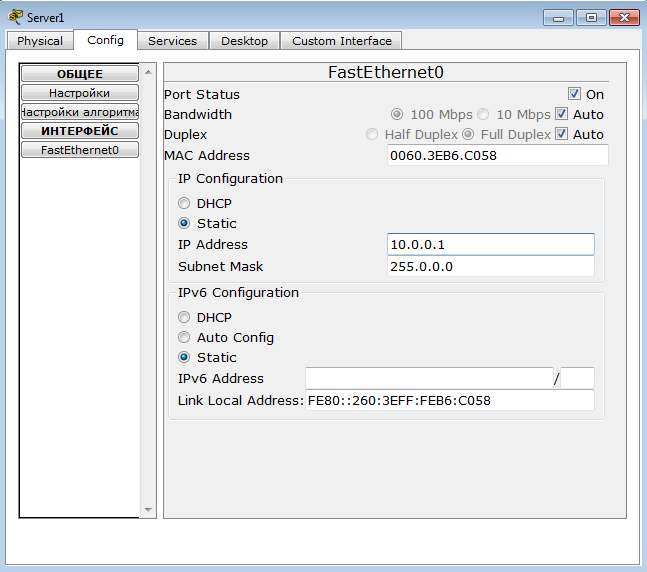 Server1
Physical Config Services Desktop Custom Interface
ОБЩЕЕ
Настройки
Настройки алгоритма
ИНТЕРФЕЙС
FastEthernet0
FastEthernet0
Port Status On
Bandwidth 100 Mbps 10 Mbps Auto
Duplex Half Duplex Full Duplex Auto
MAC Address 0060.3EB6.C058
IP Configuration
DHCP
Static
IP Address 10.0.0.1
Subnet Mask 255.0.0.0
IPv6 Configuration
DHCP
Auto Config
Static
IPv6 Address /
Link Local Address: FE80::260:3EFF:FEB6:C058